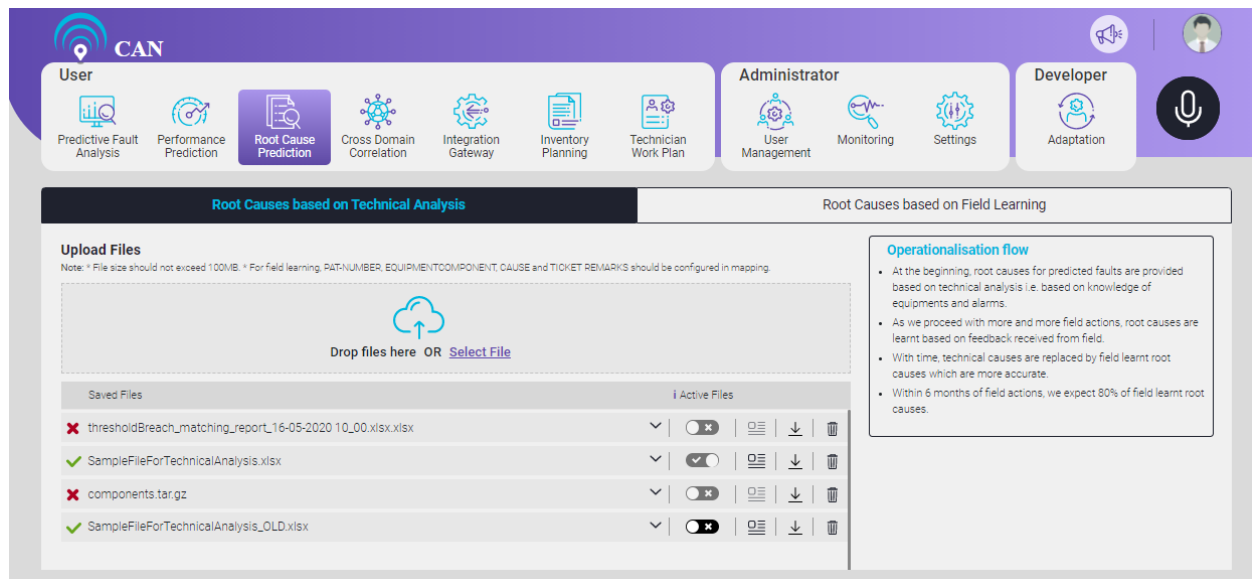 CAN
User
Administrator
Developer
Predictive Fault
Analysis
Performance
Prediction
Root Cause
Prediction
Cross Domain
Correlation
Integration
Gateway
Inventory
Planning
Technician
Work Plan
User
Management
Monitoring
Settings
Adaptation
Root Causes based on Technical Analysis
Root Causes based on Field Learning
Upload Files
Note: * File size should not exceed 100MB. * For field learning, PAT-NUMBER, EQUIPMENTCOMPONENT, CAUSE and TICKET REMARKS should be configured in mapping.
Drop files here OR Select File
Saved Files
i Active Files
thresholdBreach_matching_report_16-05-2020 10_00.xlsx.xlsx
SampleFileForTechnicalAnalysis.xlsx
components.tar.gz
SampleFileForTechnicalAnalysis_OLD.xlsx
Operationalisation flow
• At the beginning, root causes for predicted faults are provided
based on technical analysis i.e. based on knowledge of
equipments and alarms.
• As we proceed with more and more field actions, root causes are
learnt based on feedback received from field.
• With time, technical causes are replaced by field learnt root
causes which are more accurate.
• Within 6 months of field actions, we expect 80% of field learnt root
causes.